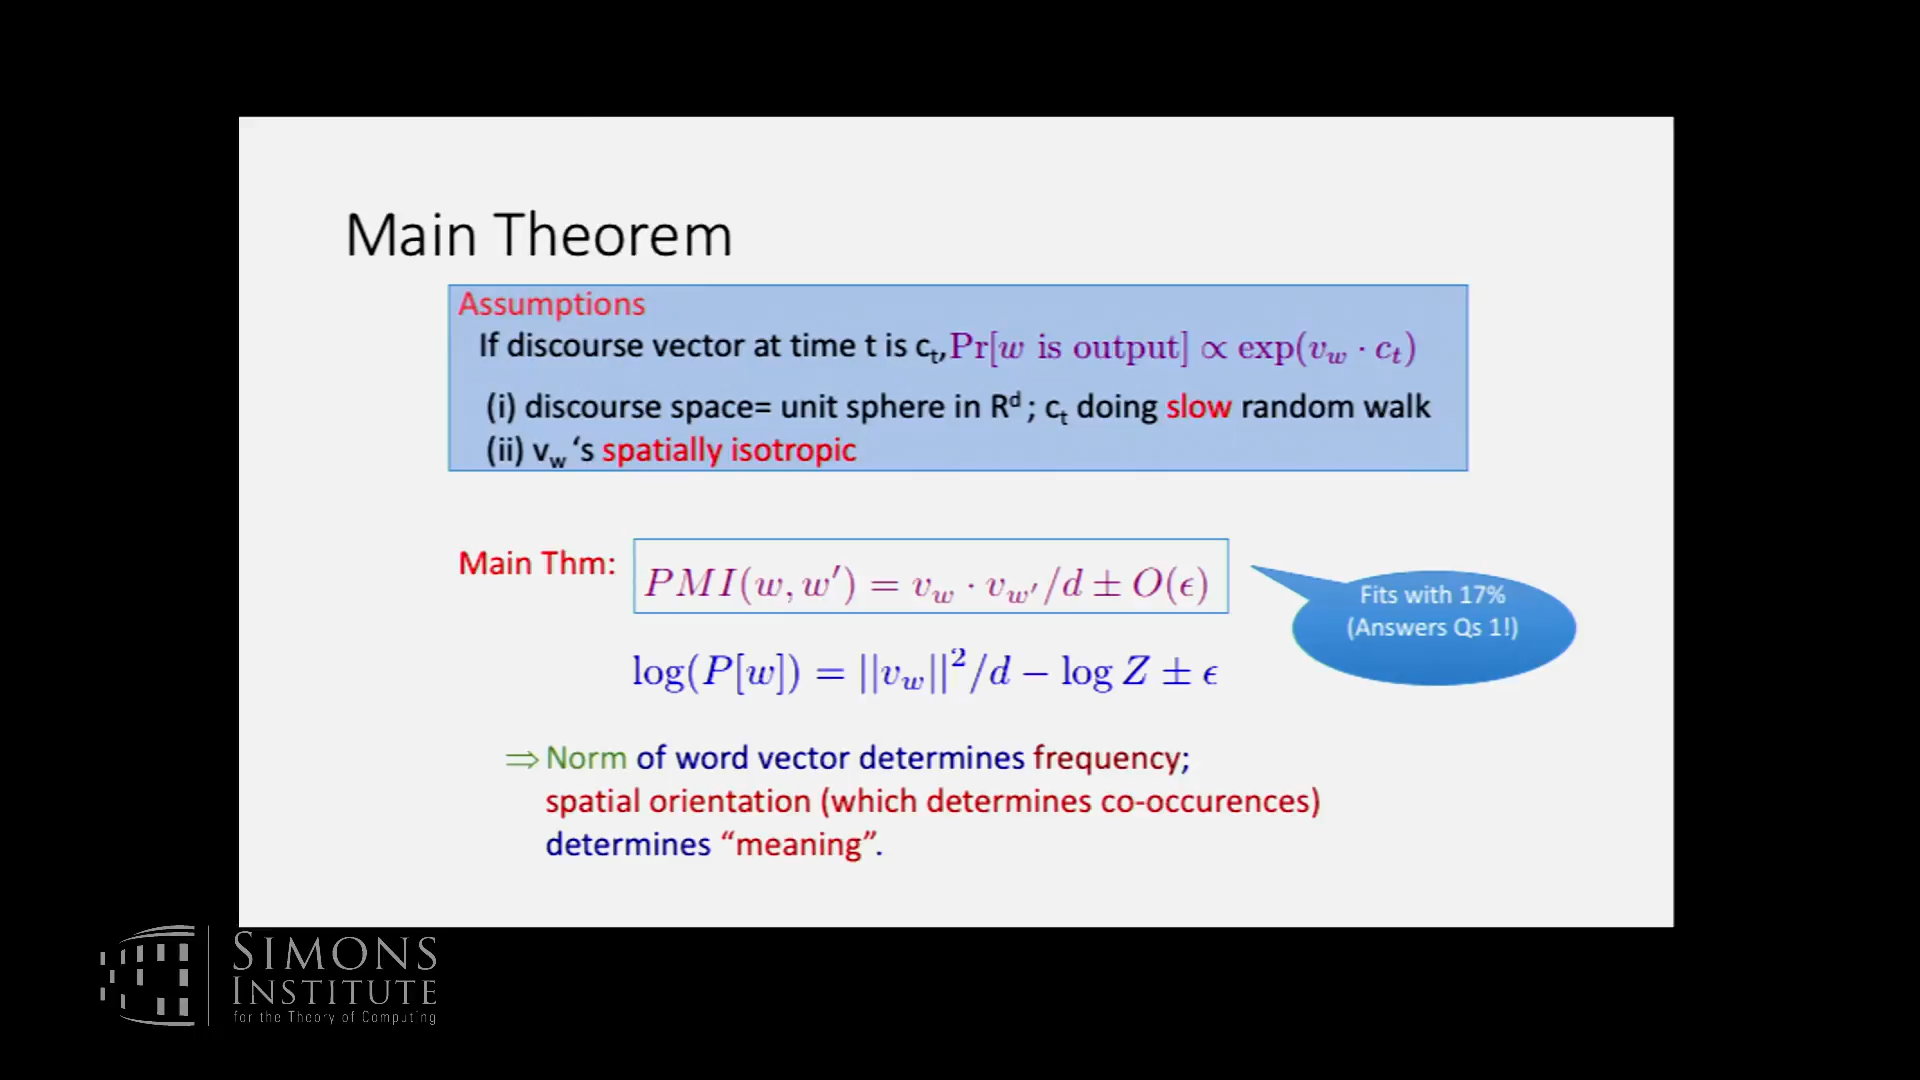 Main Theorem
Assumptions
If discourse vector at time t is cₜ, Pr[w is output] ∝ exp(v_w · c_t)
(i) discourse space= unit sphere in Rᵈ ; cₜ doing slow random walk
(ii) v_w ‘s spatially isotropic
Main Thm: PMI(w, w′) = v_w · v_w′/d ± O(ϵ)
Fits with 17%
(Answers Qs 1!)
log(P[w]) = ||v_w||²/d − log Z ± ϵ
⇒ Norm of word vector determines frequency;
spatial orientation (which determines co-occurences)
determines “meaning”.
SIMONS
INSTITUTE
for the Theory of Computing